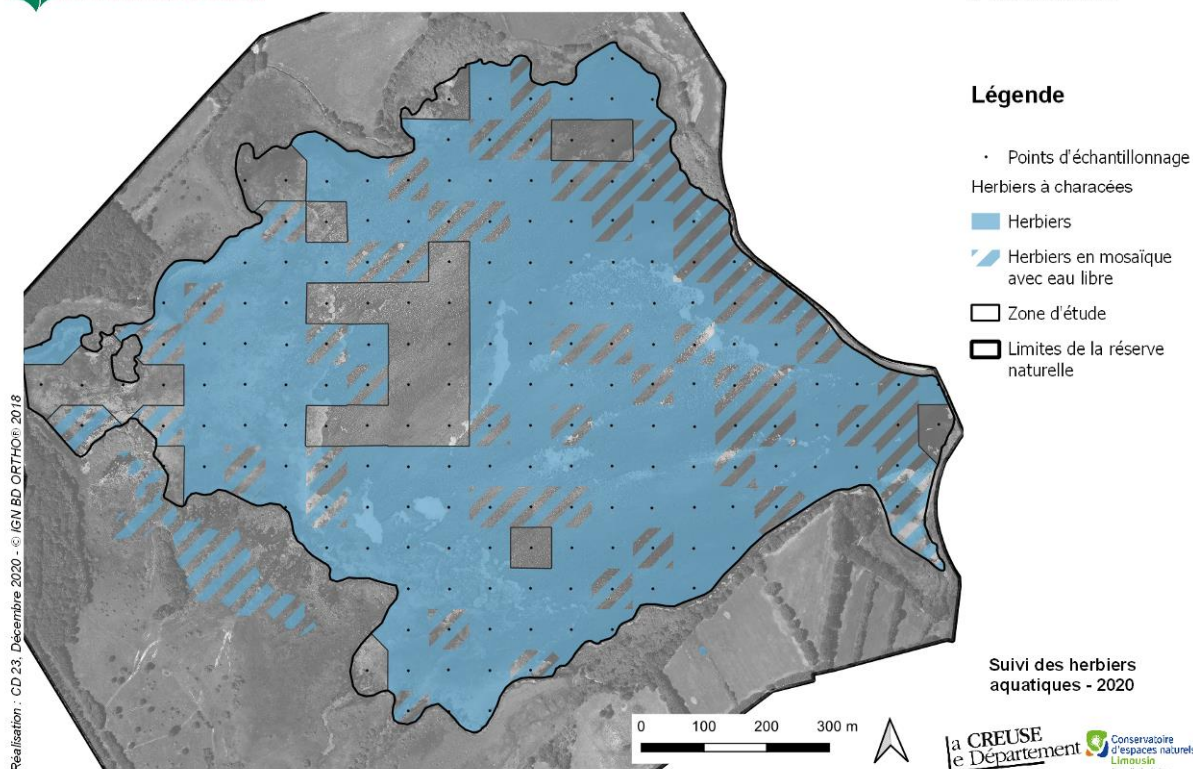 Légende
Points d'échantillonnage
Herbiers à characées
Herbiers
Herbiers en mosaïque
avec eau libre
Zone d'étude
Limites de la réserve
naturelle
Suivi des herbiers
aquatiques - 2020
0 100 200 300 m
la CREUSE
le Département
Conservatoire
d'espaces naturels
Limousin
Réalisation : CD 23, Décembre 2020 - © IGN BD ORTHO® 2018